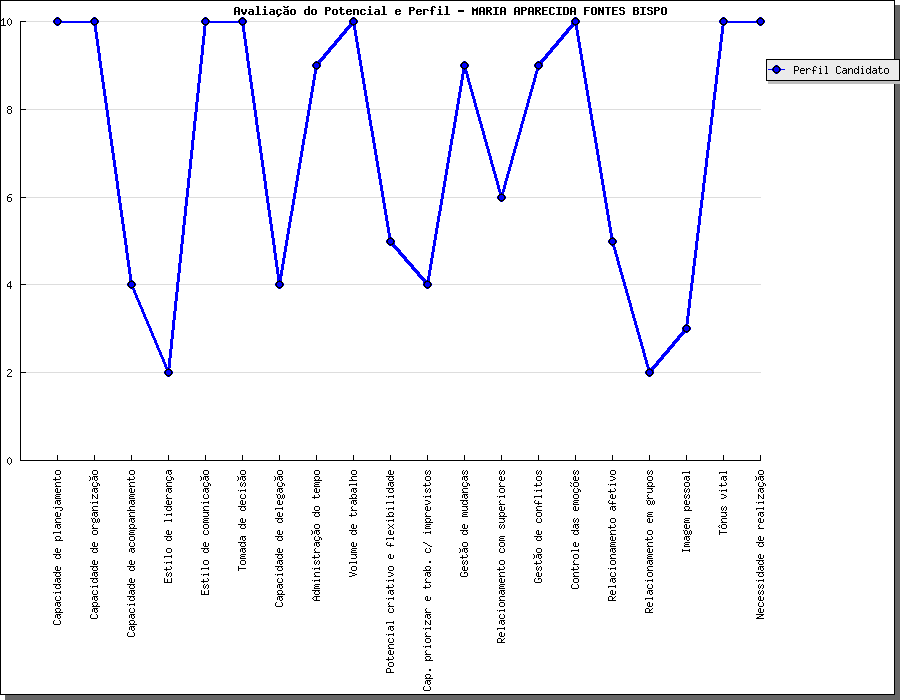 Avaliação do Potencial e Perfil - MARIA APARECIDA FONTES BISPO
Perfil Candidato
10
8
6
4
2
0
Capacidade de planejamento
Capacidade de organização
Capacidade de acompanhamento
Estilo de liderança
Estilo de comunicação
Tomada de decisão
Capacidade de delegação
Administração do tempo
Volume de trabalho
Potencial criativo e flexibilidade
Cap. priorizar e trab. c/ imprevistos
Gestão de mudanças
Relacionamento com superiores
Gestão de conflitos
Controle das emoções
Relacionamento afetivo
Relacionamento em grupos
Imagem pessoal
Tônus vital
Necessidade de realização